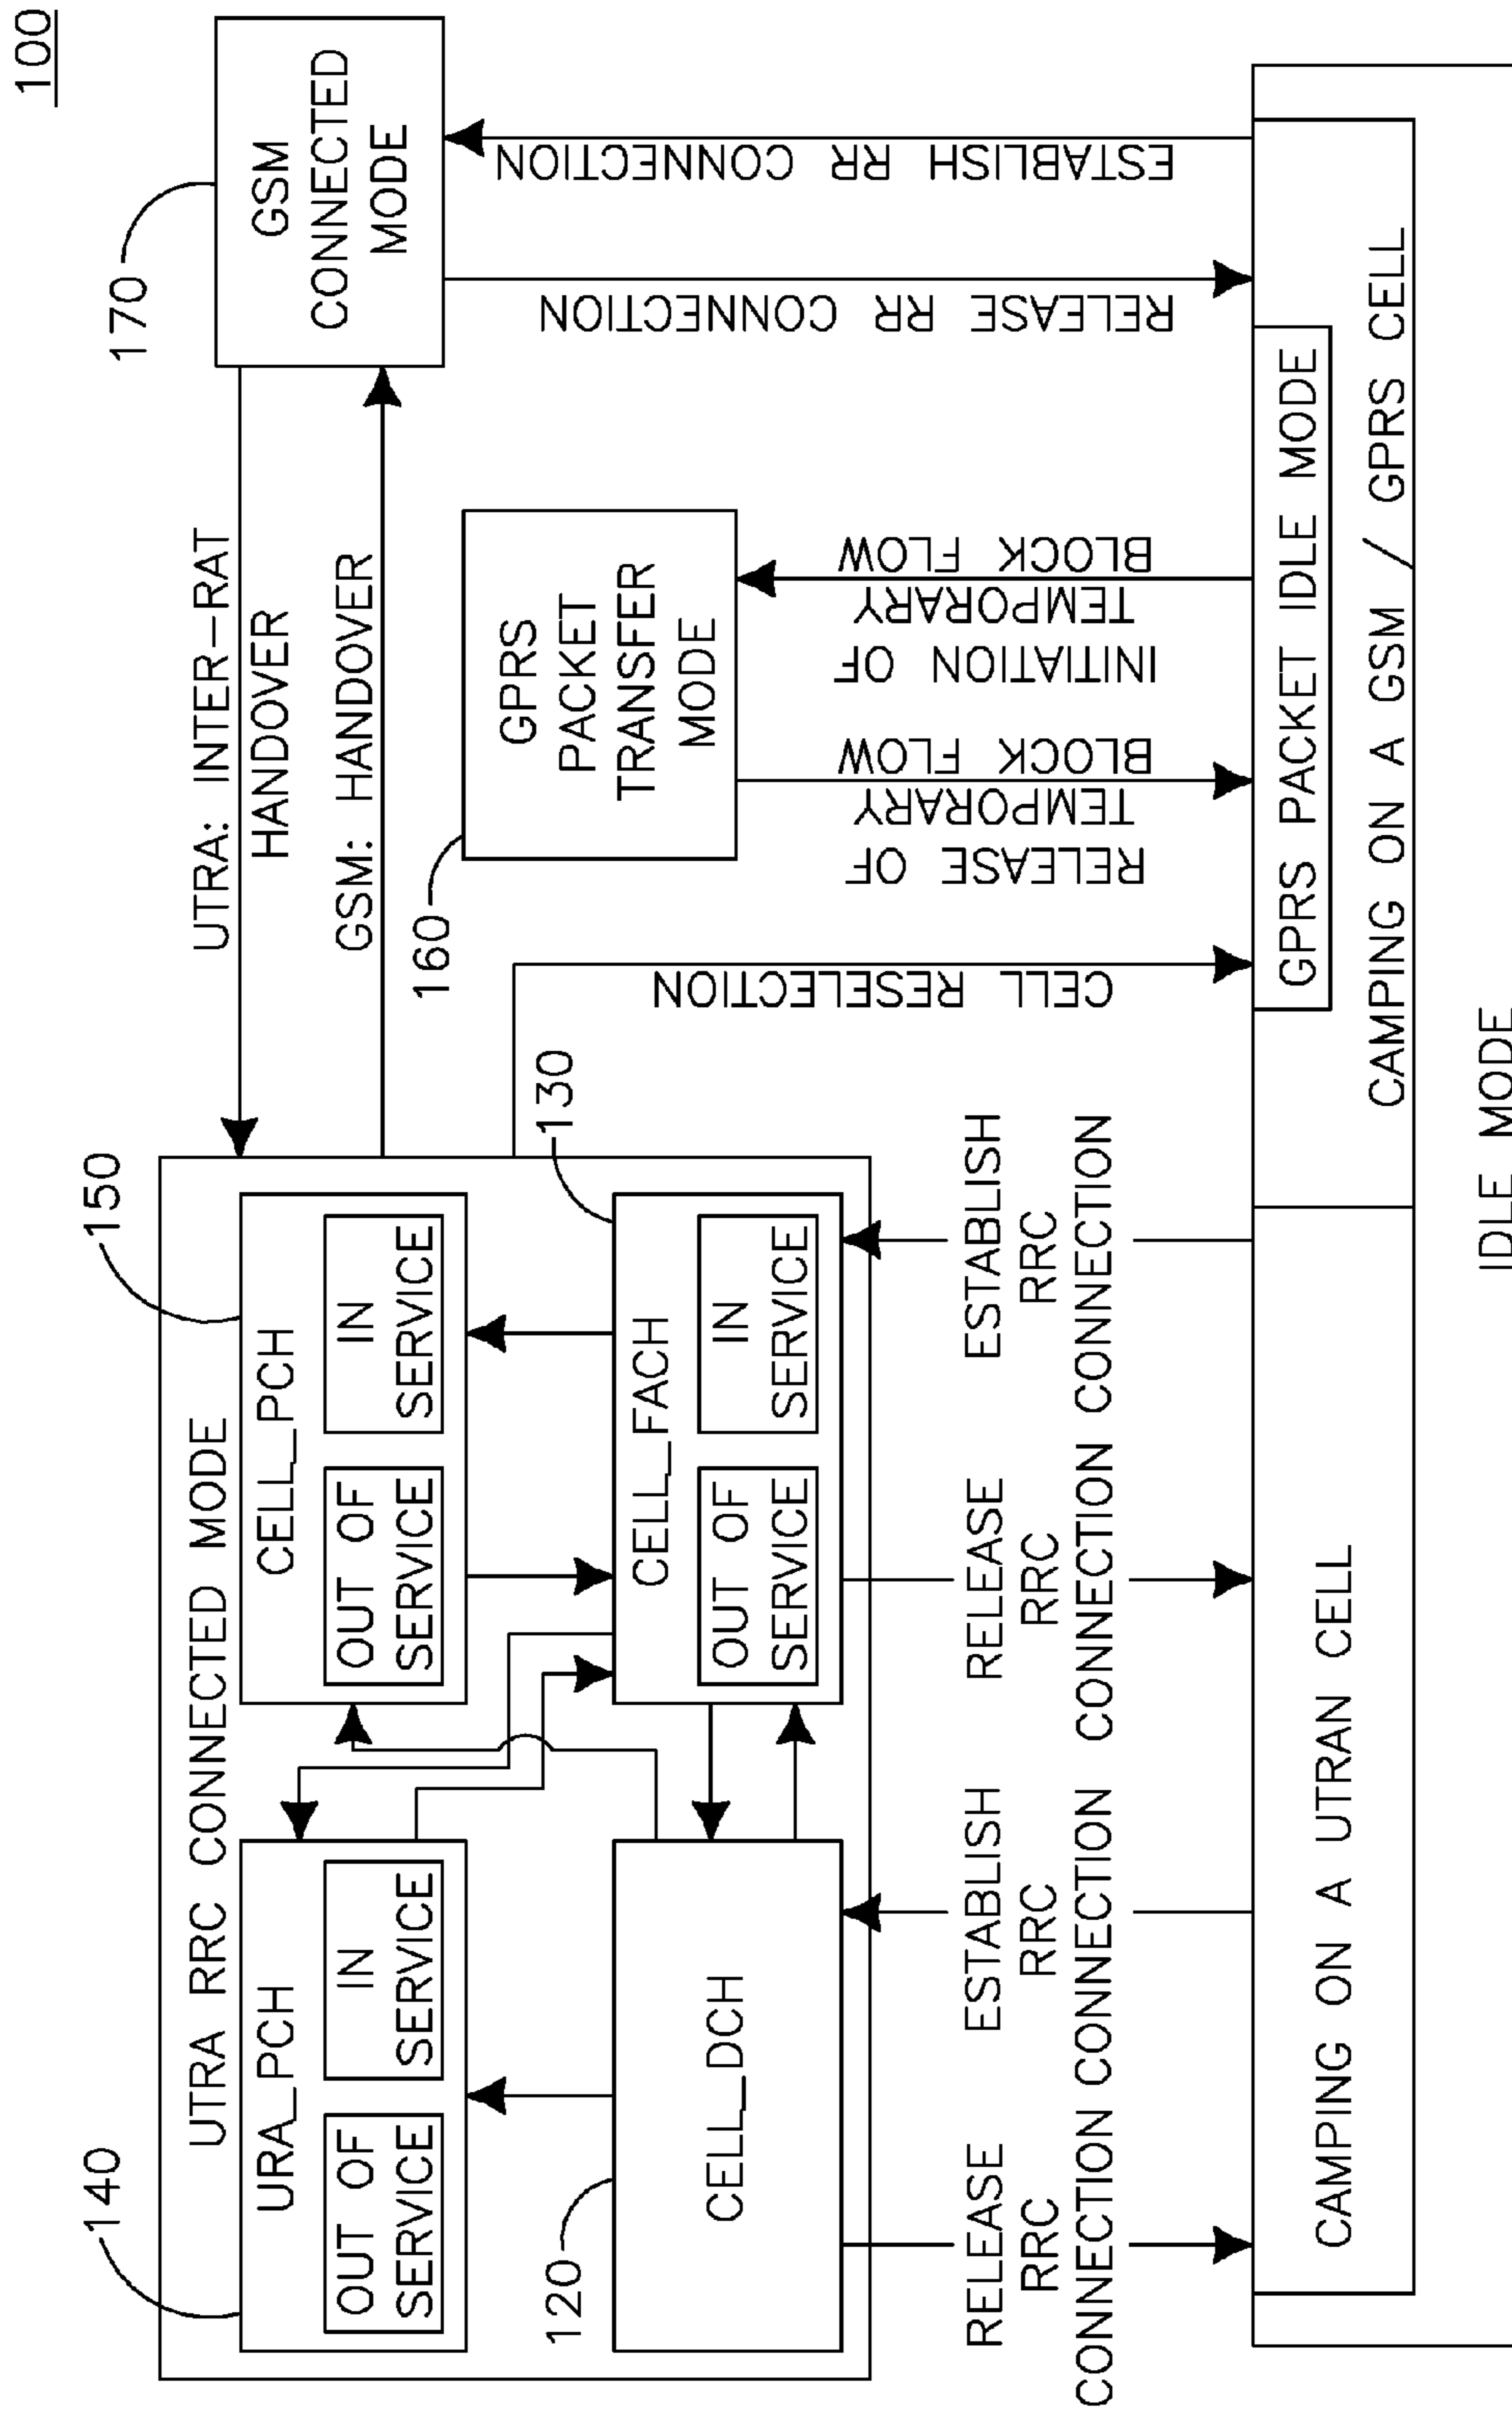 100
UTRA RRC CONNECTED MODE
140
URA_PCH
OUT OF
SERVICE
IN
SERVICE
150
CELL_PCH
OUT OF
SERVICE
IN
SERVICE
120
CELL_DCH
130
CELL_FACH
OUT OF
SERVICE
IN
SERVICE
UTRA: INTER-RAT
HANDOVER
GSM: HANDOVER
170
GSM
CONNECTED
MODE
160
GPRS
PACKET
TRANSFER
MODE
RELEASE
RRC
CONNECTION
ESTABLISH
RRC
CONNECTION
RELEASE
RRC
CONNECTION
ESTABLISH
RRC
CONNECTION
CELL RESELECTION
RELEASE OF
TEMPORARY
BLOCK FLOW
INITIATION OF
TEMPORARY
BLOCK FLOW
RELEASE RR CONNECTION
ESTABLISH RR CONNECTION
GPRS PACKET IDLE MODE
CAMPING ON A UTRAN CELL
CAMPING ON A GSM / GPRS CELL
IDLE MODE